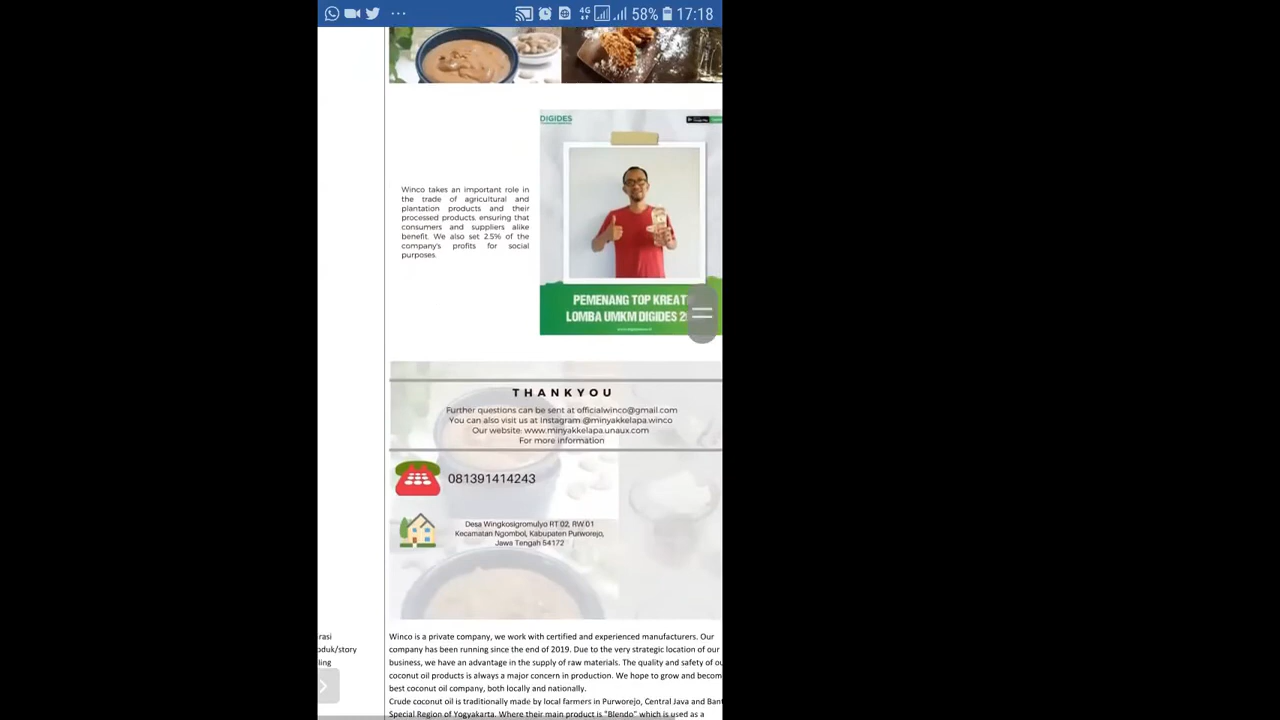 4G 58% 17:18
DIGIDES
Winco takes an important role in
the trade of agricultural and
plantation products and their
processed products, ensuring that
consumers and suppliers alike
benefit. We also set 2.5% of the
company's profits for social
purposes.
PEMENANG TOP KREAT
LOMBA UMKM DIGIDES 2
THANKYOU
Further questions can be sent at officialwinco@gmail.com
You can also visit us at Instagram @minyakkelapa.winco
Our website: www.minyakkelapa.unaux.com
For more information
081391414243
Desa Wingkosigromulyo RT 02, RW 01
Kecamatan Ngombol, Kabupaten Purworejo,
Jawa Tengah 54172
rasi
oduk/story
ling
Winco is a private company, we work with certified and experienced manufacturers. Our
company has been running since the end of 2019. Due to the very strategic location of our
business, we have an advantage in the supply of raw materials. The quality and safety of ou
coconut oil products is always a major concern in production. We hope to grow and becom
best coconut oil company, both locally and nationally.
Crude coconut oil is traditionally made by local farmers in Purworejo, Central Java and Bant
Special Region of Yogyakarta. Where their main product is "Blendo" which is used as a